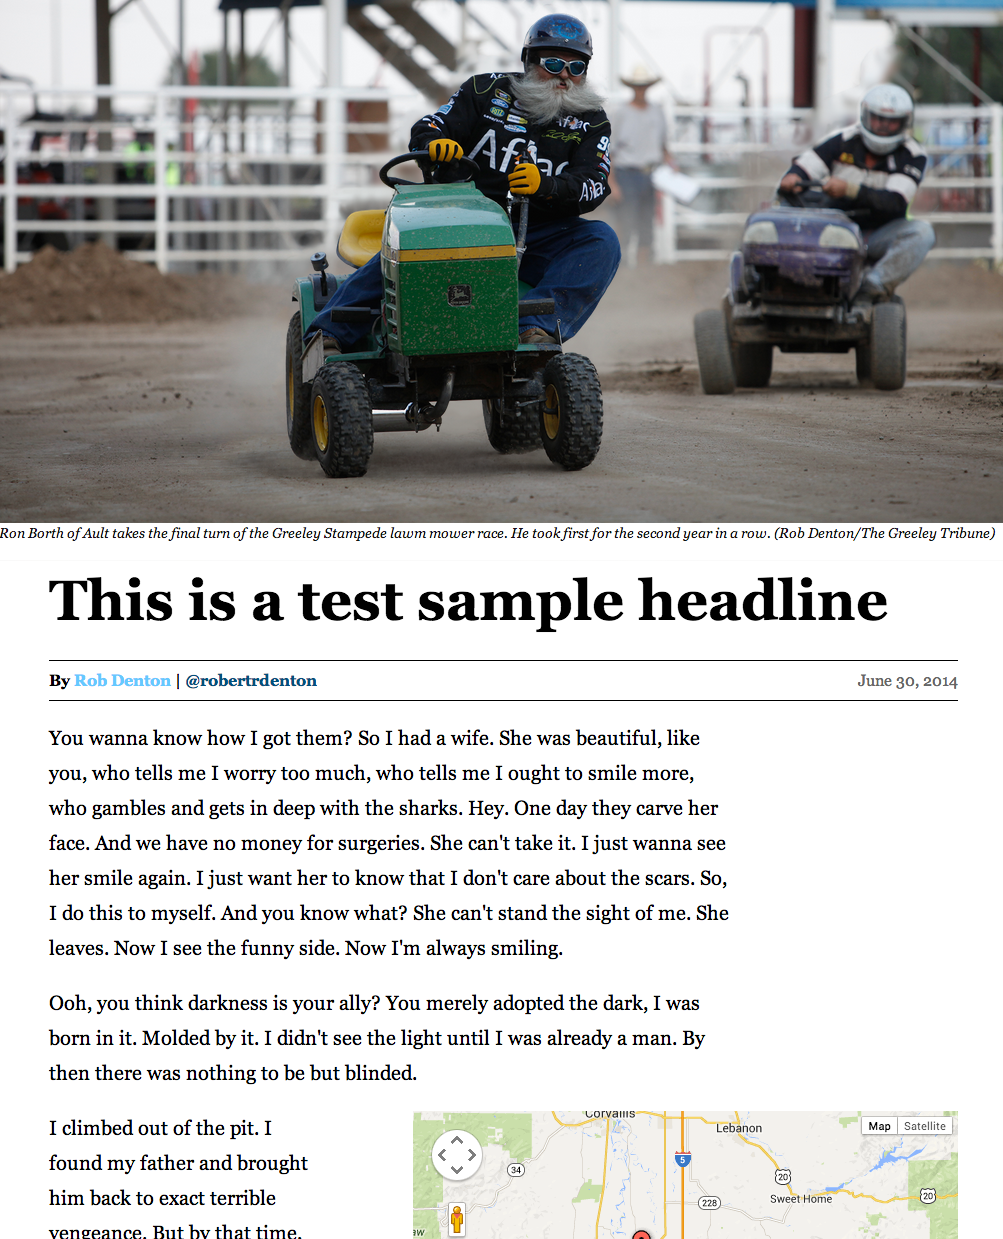 Aflac
Ron Borth of Ault takes the final turn of the Greeley Stampede lawm mower race. He took first for the second year in a row. (Rob Denton/The Greeley Tribune)
This is a test sample headline
By Rob Denton | @robertrdenton June 30, 2014
You wanna know how I got them? So I had a wife. She was beautiful, like
you, who tells me I worry too much, who tells me I ought to smile more,
who gambles and gets in deep with the sharks. Hey. One day they carve her
face. And we have no money for surgeries. She can't take it. I just wanna see
her smile again. I just want her to know that I don't care about the scars. So,
I do this to myself. And you know what? She can't stand the sight of me. She
leaves. Now I see the funny side. Now I'm always smiling.
Ooh, you think darkness is your ally? You merely adopted the dark, I was
born in it. Molded by it. I didn't see the light until I was already a man. By
then there was nothing to be but blinded.
I climbed out of the pit. I
found my father and brought
him back to exact terrible
vengeance. But by that time,
Corvallis
Lebanon
Map Satellite
5
34
20
Sweet Home
20
228